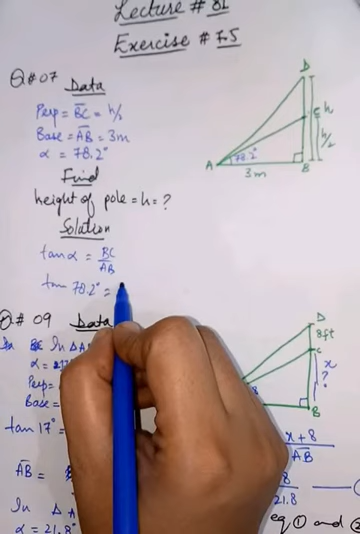 Lecture # 81
Exercise # 7.5
Q#07 Data
Perp = BC = h/2
Base = AB = 3m
α = 78.2°
Find
height of pole = h = ?
Solution
tan α = BC/AB
tan 78.2° =
D
C
h
h/2
A
78.2°
B
3m
Q# 09 Data
In Δ A
Perp =
Base =
tan 17° =
AB =
In Δ A
α = 21.8°
D
8ft
C
x
?
B
x + 8
AB
8
21.8
eq ① and ②